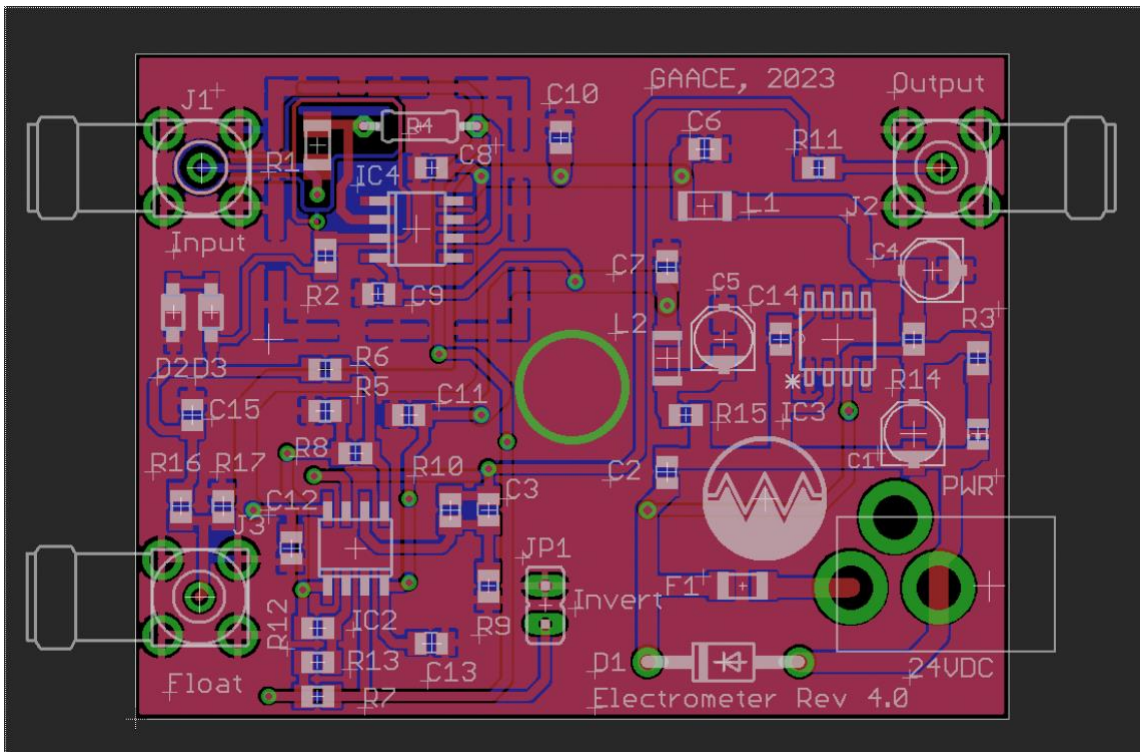 GAACE, 2023
Output
J1
C10
C6
R11
R4
R1
C8
IC4
L1
J2
Input
C7
C4
R2
C9
C5
C14
R3
L2
D2
D3
R6
R5
C11
C15
R14
R15
IC3
R8
R16
R17
R10
C2
C1
C12
C3
PWR
J3
JP1
F1
Invert
R12
IC2
R9
R13
C13
D1
24VDC
Float
R7
Electrometer Rev 4.0